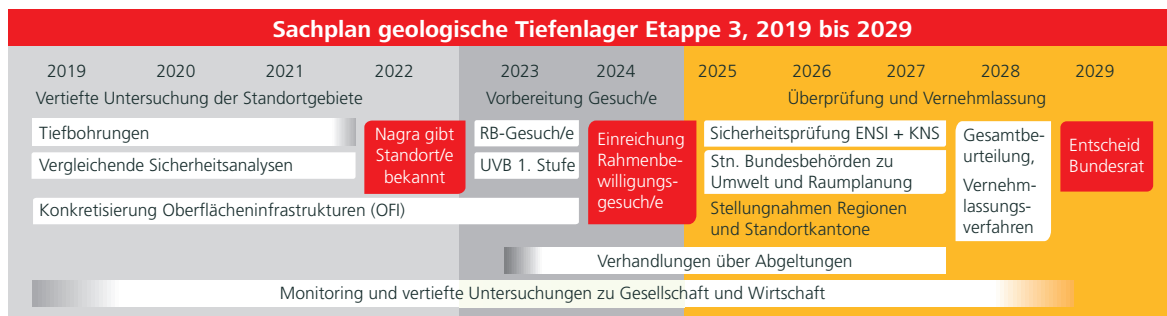 Sachplan geologische Tiefenlager Etappe 3, 2019 bis 2029
2019 2020 2021 2022 2023 2024 2025 2026 2027 2028 2029
Vertiefte Untersuchung der Standortgebiete
Vorbereitung Gesuch/e
Überprüfung und Vernehmlassung
Tiefbohrungen
Vergleichende Sicherheitsanalysen
Nagra gibt
Standort/e
bekannt
RB-Gesuch/e
UVB 1. Stufe
Einreichung
Rahmenbe-
willigungs-
gesuch/e
Sicherheitsprüfung ENSI + KNS
Stn. Bundesbehörden zu
Umwelt und Raumplanung
Stellungnahmen Regionen
und Standortkantone
Gesamtbe-
urteilung,
Vernehm-
lassungs-
verfahren
Entscheid
Bundesrat
Konkretisierung Oberflächeninfrastrukturen (OFI)
Verhandlungen über Abgeltungen
Monitoring und vertiefte Untersuchungen zu Gesellschaft und Wirtschaft